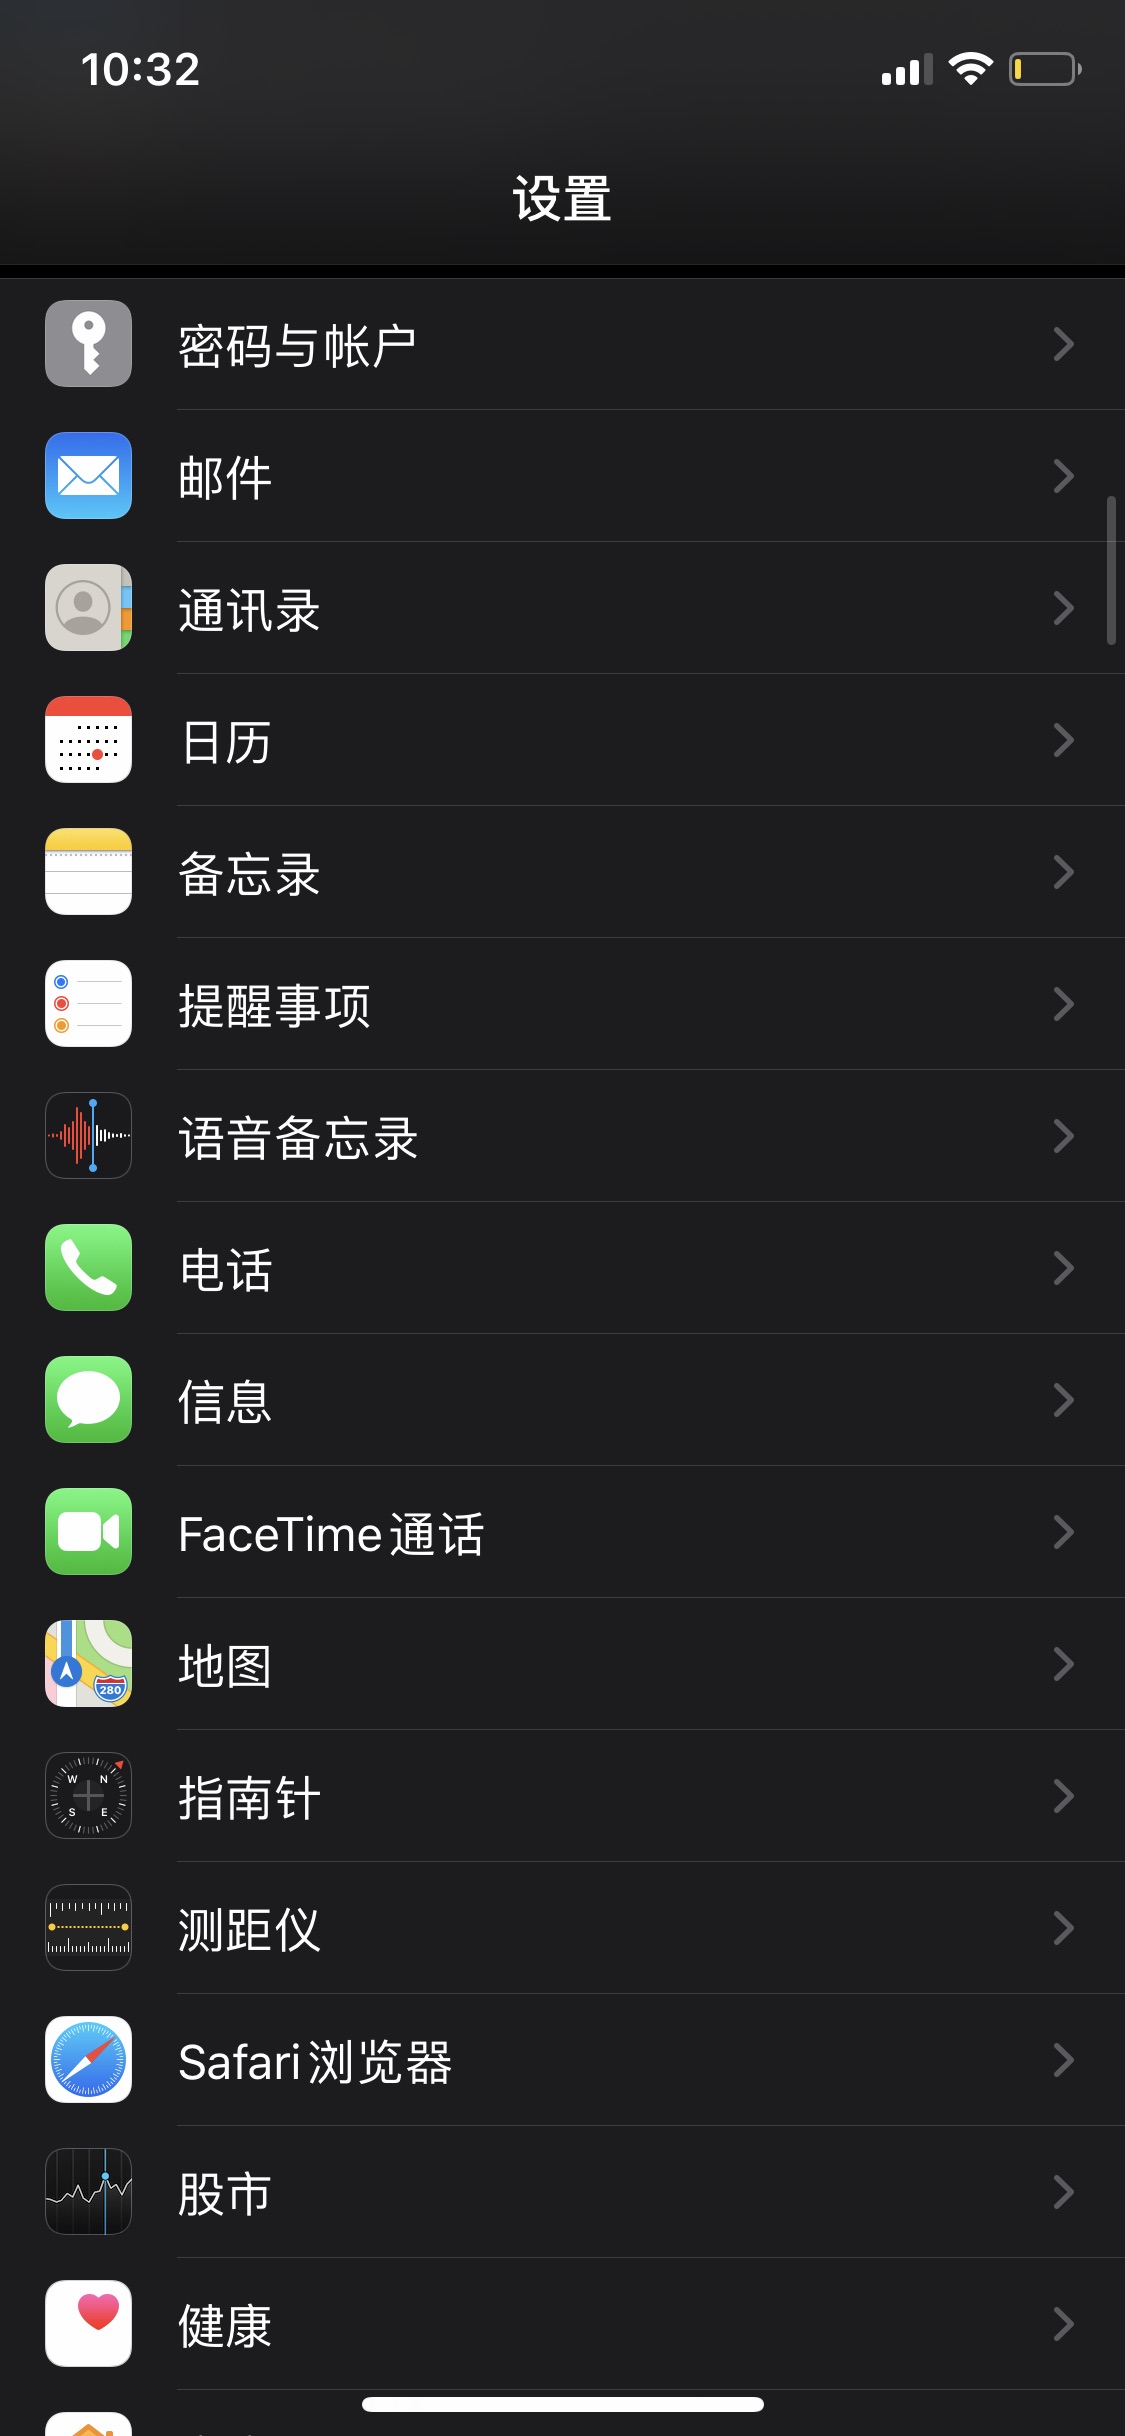 10:32
设置
密码与帐户
邮件
通讯录
日历
备忘录
提醒事项
语音备忘录
电话
信息
FaceTime通话
地图
280
指南针
W N
S E
测距仪
Safari浏览器
股市
健康